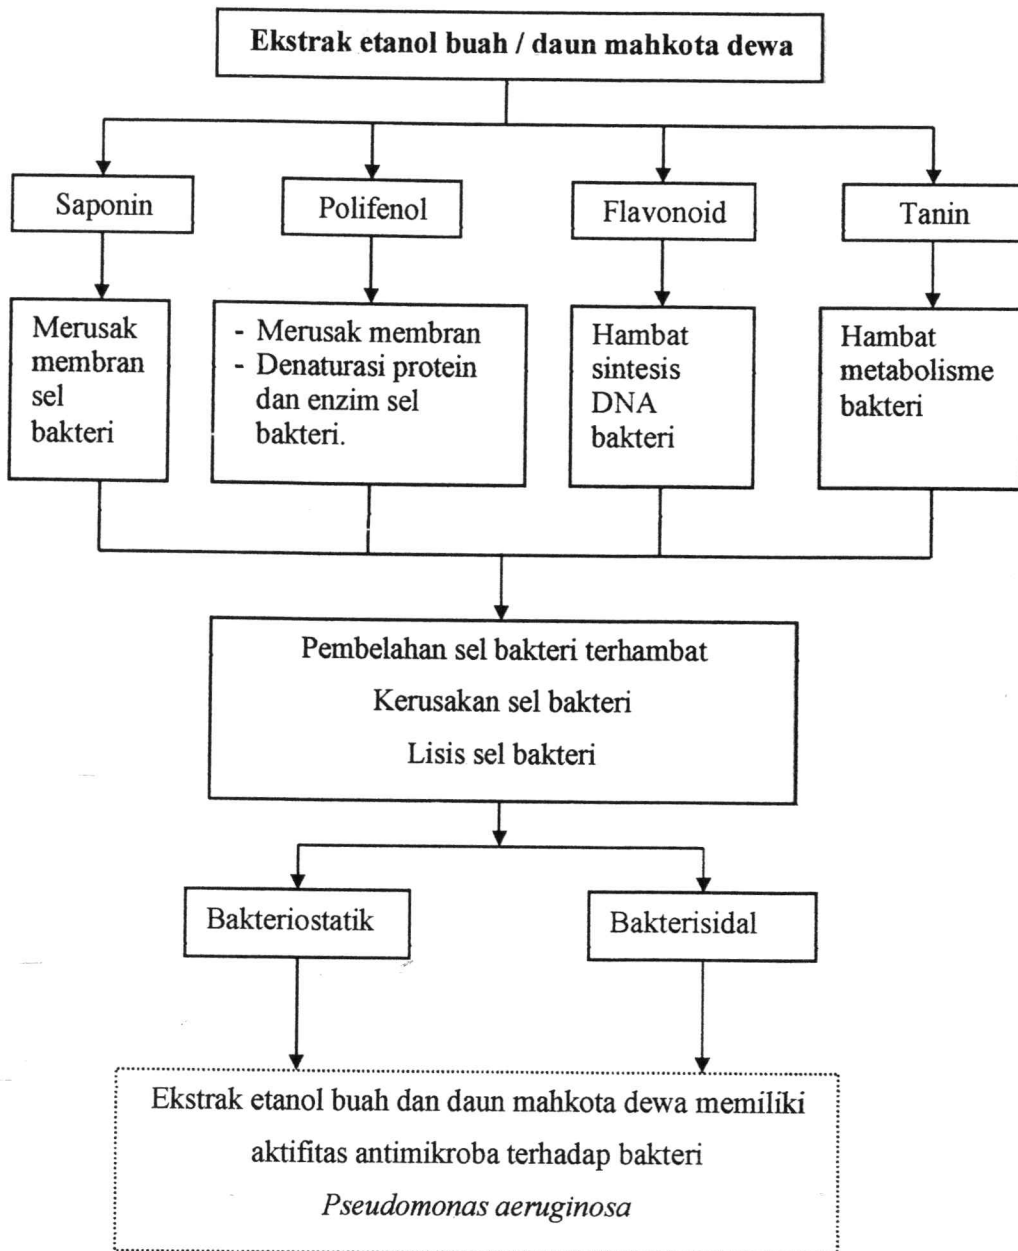 Ekstrak etanol buah / daun mahkota dewa
Saponin
Polifenol
Flavonoid
Tanin
Merusak
membran
sel
bakteri
- Merusak membran
- Denaturasi protein
dan enzim sel
bakteri.
Hambat
sintesis
DNA
bakteri
Hambat
metabolisme
bakteri
Pembelahan sel bakteri terhambat
Kerusakan sel bakteri
Lisis sel bakteri
Bakteriostatik
Bakterisidal
Ekstrak etanol buah dan daun mahkota dewa memiliki
aktifitas antimikroba terhadap bakteri
Pseudomonas aeruginosa